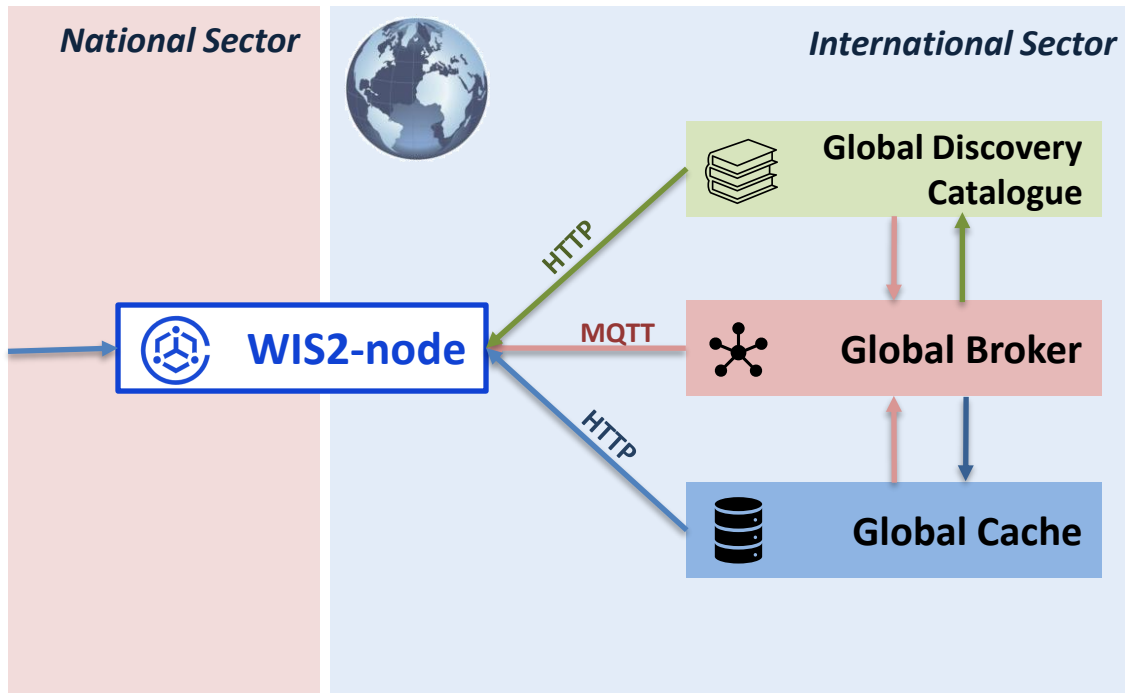 National Sector
International Sector
Global Discovery
Catalogue
HTTP
WIS2-node
MQTT
Global Broker
HTTP
Global Cache